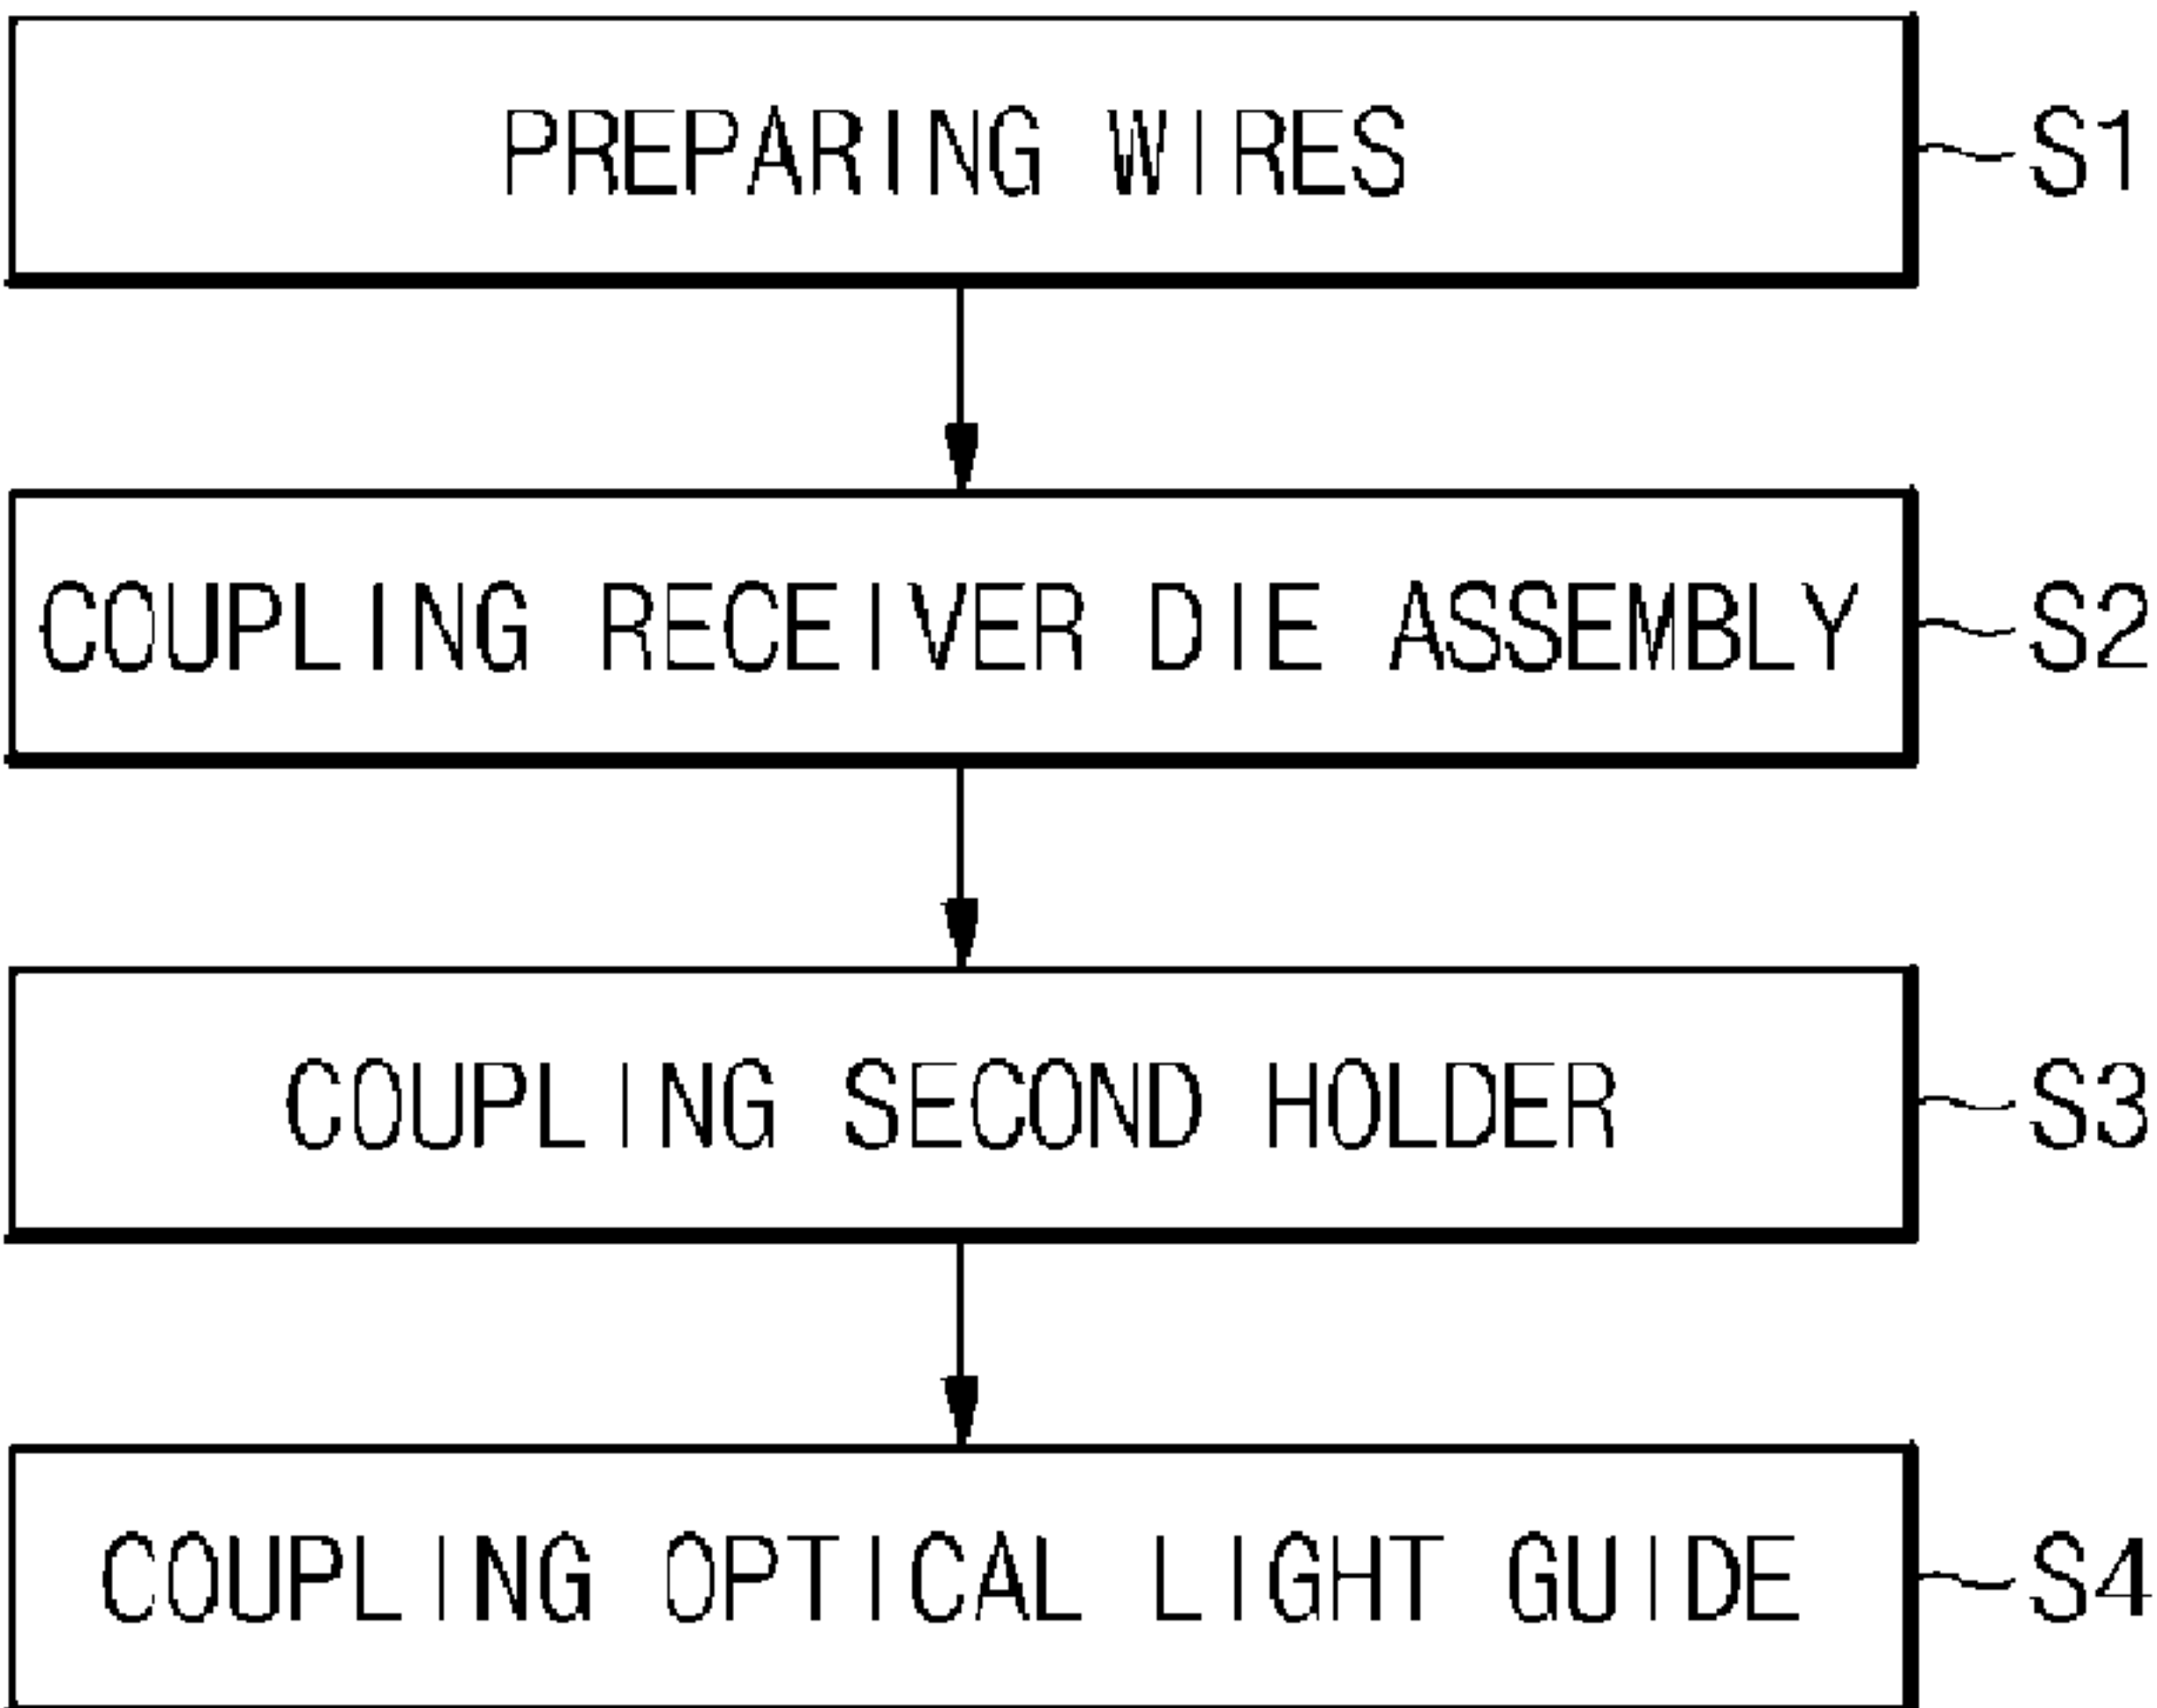 PREPARING WIRES S1
COUPLING RECEIVER DIE ASSEMBLY S2
COUPLING SECOND HOLDER S3
COUPLING OPTICAL LIGHT GUIDE S4